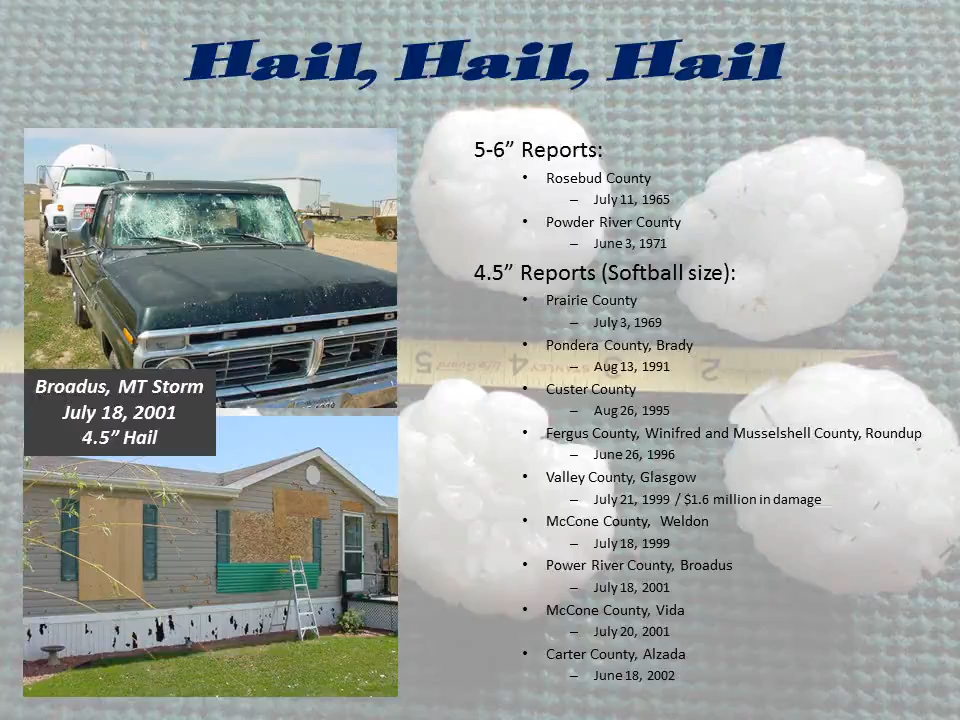 Hail, Hail, Hail
FORD
Broadus, MT Storm
July 18, 2001
4.5” Hail
5-6” Reports:
• Rosebud County
– July 11, 1965
• Powder River County
– June 3, 1971
4.5” Reports (Softball size):
• Prairie County
– July 3, 1969
• Pondera County, Brady
– Aug 13, 1991
• Custer County
– Aug 26, 1995
• Fergus County, Winifred and Musselshell County, Roundup
– June 26, 1996
• Valley County, Glasgow
– July 21, 1999 / $1.6 million in damage
• McCone County, Weldon
– July 18, 1999
• Power River County, Broadus
– July 18, 2001
• McCone County, Vida
– July 20, 2001
• Carter County, Alzada
– June 18, 2002
5 4 2